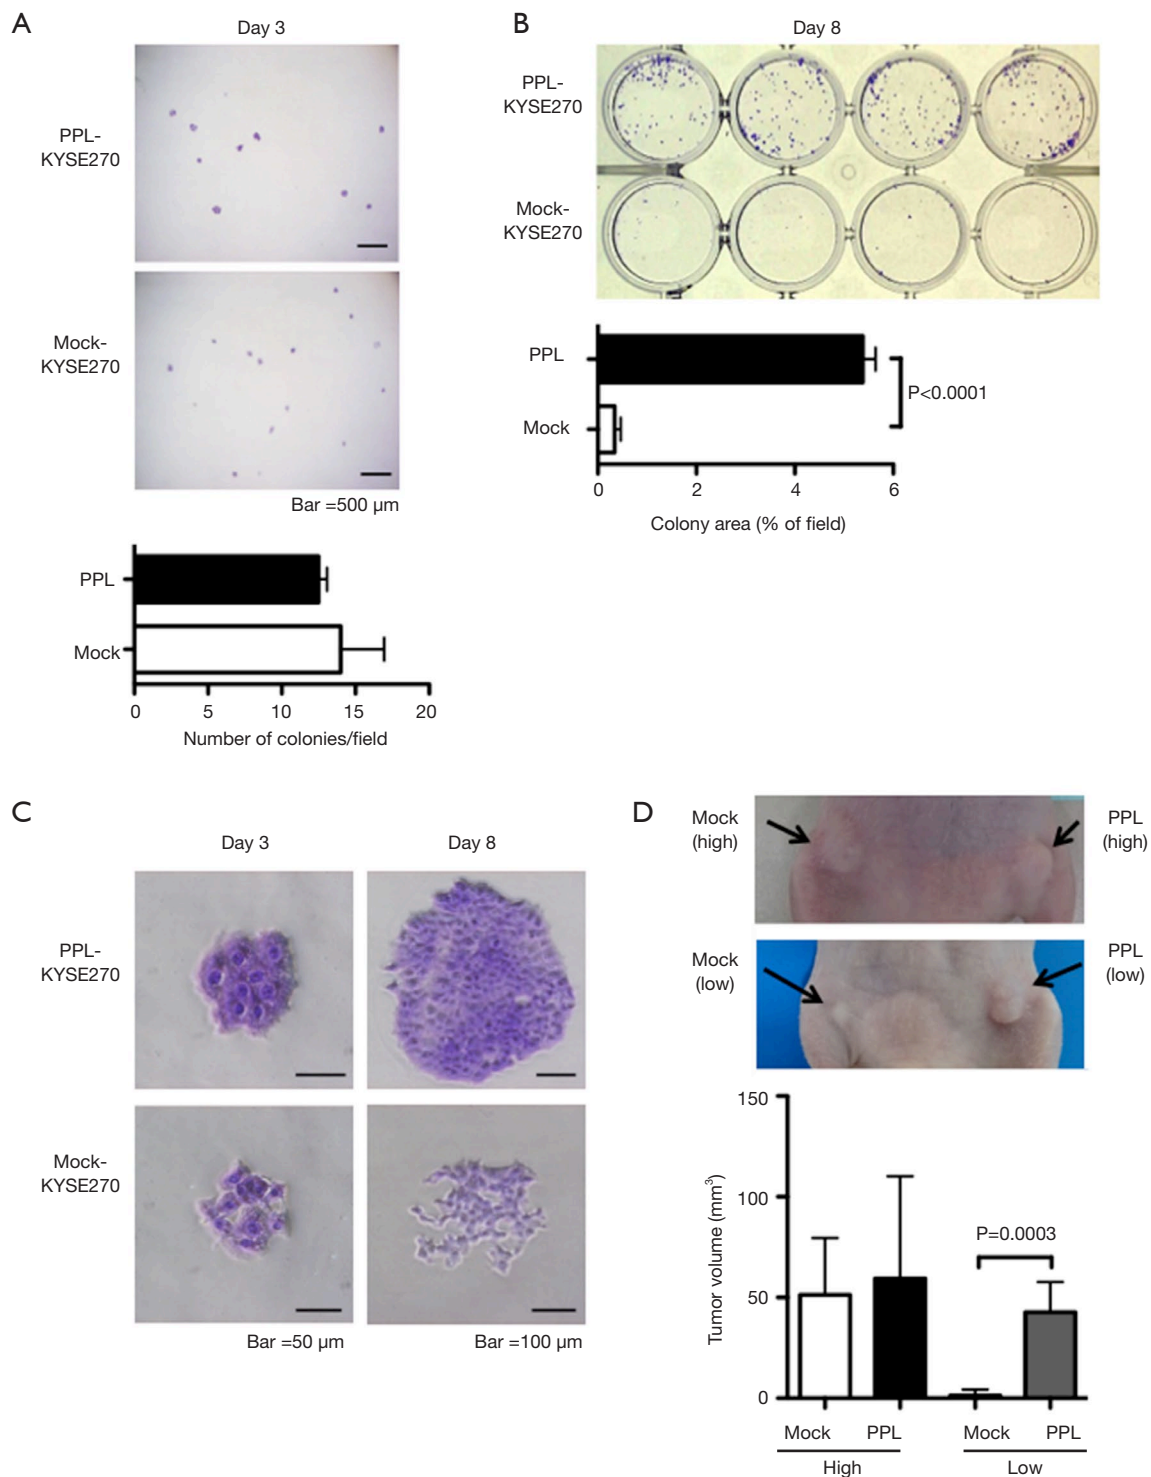 A
Day 3
PPL-
KYSE270
Mock-
KYSE270
Bar =500 µm
PPL
Mock
0 5 10 15 20
Number of colonies/field
B
Day 8
PPL-
KYSE270
Mock-
KYSE270
PPL
Mock
P<0.0001
0 2 4 6
Colony area (% of field)
C
Day 3 Day 8
PPL-
KYSE270
Mock-
KYSE270
Bar =50 µm Bar =100 µm
D
Mock
(high)
PPL
(high)
Mock
(low)
PPL
(low)
150
100
50
0
Tumor volume (mm³)
P=0.0003
Mock PPL Mock PPL
High Low